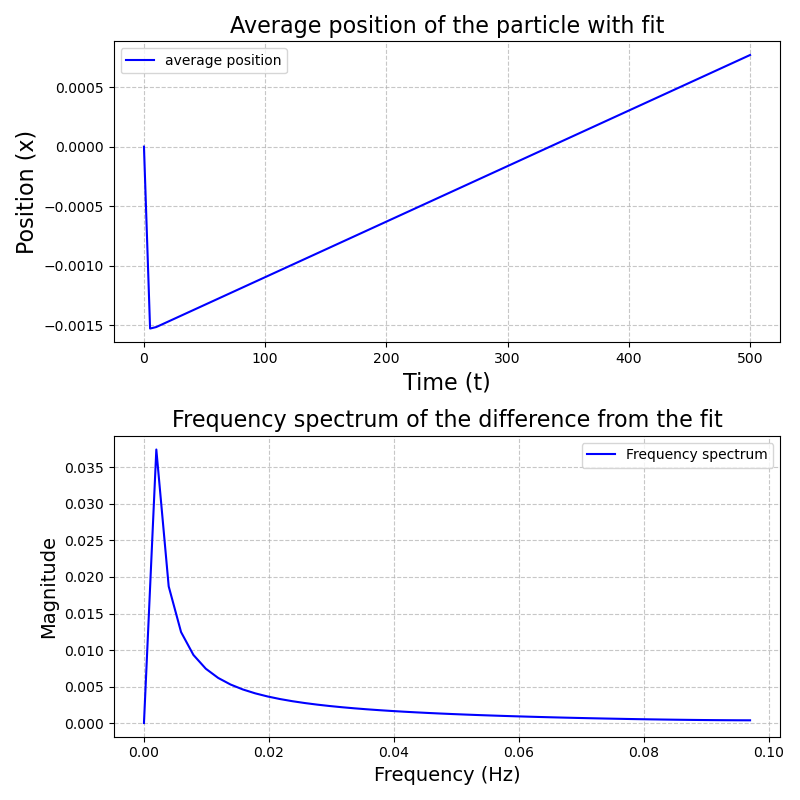 Average position of the particle with fit
average position
Position (x)
0.0005
0.0000
−0.0005
−0.0010
−0.0015
0 100 200 300 400 500
Time (t)
Frequency spectrum of the difference from the fit
Frequency spectrum
Magnitude
0.035
0.030
0.025
0.020
0.015
0.010
0.005
0.000
0.00 0.02 0.04 0.06 0.08 0.10
Frequency (Hz)